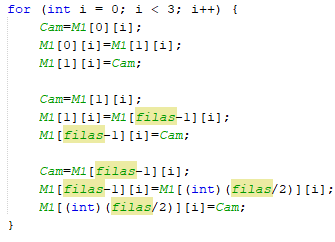 for (int i = 0; i < 3; i++) {
Cam=M1[0][i];
M1[0][i]=M1[1][i];
M1[1][i]=Cam;
Cam=M1[1][i];
M1[1][i]=M1[filas-1][i];
M1[filas-1][i]=Cam;
Cam=M1[filas-1][i];
M1[filas-1][i]=M1[(int)(filas/2)][i];
M1[(int)(filas/2)][i]=Cam;
}